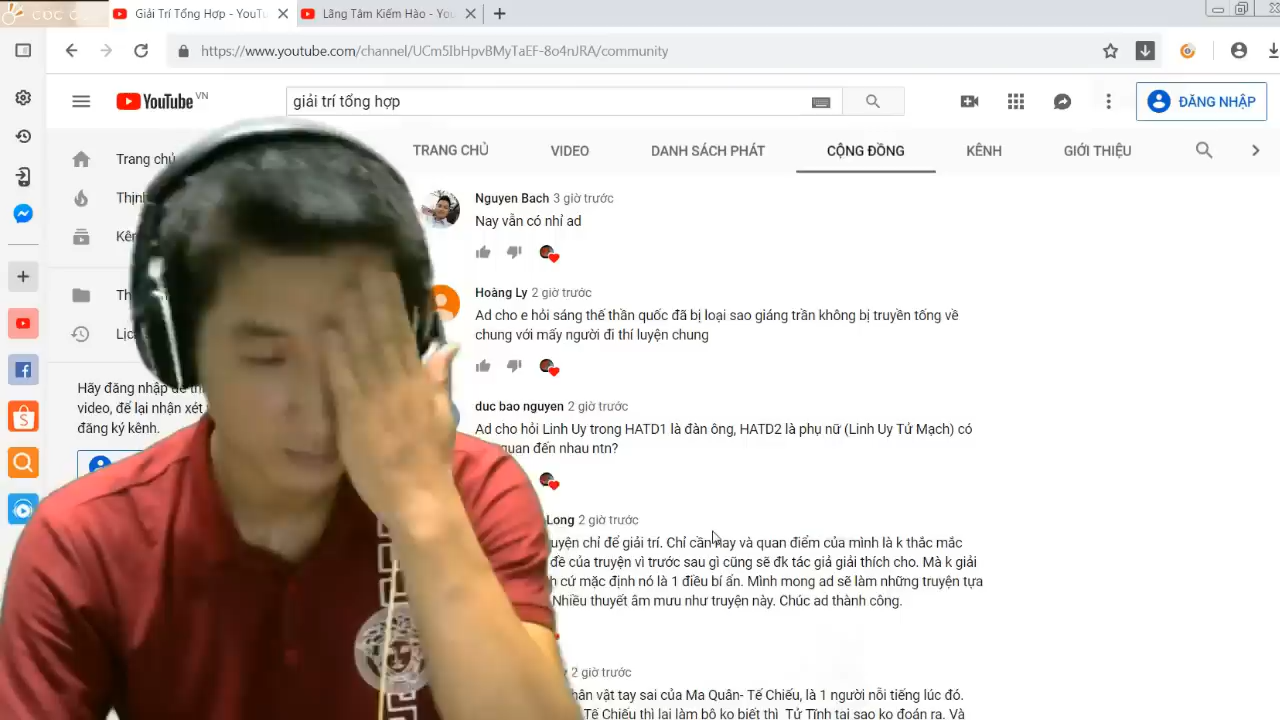 cốc cốc
Giải Trí Tổng Hợp - YouTu
Lãng Tâm Kiếm Hào - You
https://www.youtube.com/channel/UCm5IbHpvBMyTaEF-8o4nJRA/community
YouTube VN
giải trí tổng hợp
ĐĂNG NHẬP
TRANG CHỦ
VIDEO
DANH SÁCH PHÁT
CỘNG ĐỒNG
KÊNH
GIỚI THIỆU
Trang chủ
Thịnh
Kên
Th
Lịc
Hãy đăng nhập để
video, để lại nhận xét
đăng ký kênh.
Nguyen Bach 3 giờ trước
Nay vẫn có nhỉ ad
Hoàng Ly 2 giờ trước
Ad cho e hỏi sáng thế thần quốc đã bị loại sao giáng trần không bị truyền tống về
chung với mấy người đi thí luyện chung
duc bao nguyen 2 giờ trước
Ad cho hỏi Linh Uy trong HATD1 là đàn ông, HATD2 là phụ nữ (Linh Uy Tử Mạch) có
quan đến nhau ntn?
Long 2 giờ trước
uyện chỉ để giải trí. Chỉ cần hay và quan điểm của mình là k thắc mắc
đề của truyện vì trước sau gì cũng sẽ đk tác giả giải thích cho. Mà k giải
h cứ mặc định nó là 1 điều bí ẩn. Mình mong ad sẽ làm những truyện tựa
Nhiều thuyết âm mưu như truyện này. Chúc ad thành công.
2 giờ trước
hân vật tay sai của Ma Quân- Tế Chiếu, là 1 người nỗi tiếng lúc đó.
Tế Chiếu thì lại làm bộ ko biết thì Tử Tĩnh tại sao ko đoán ra. Và